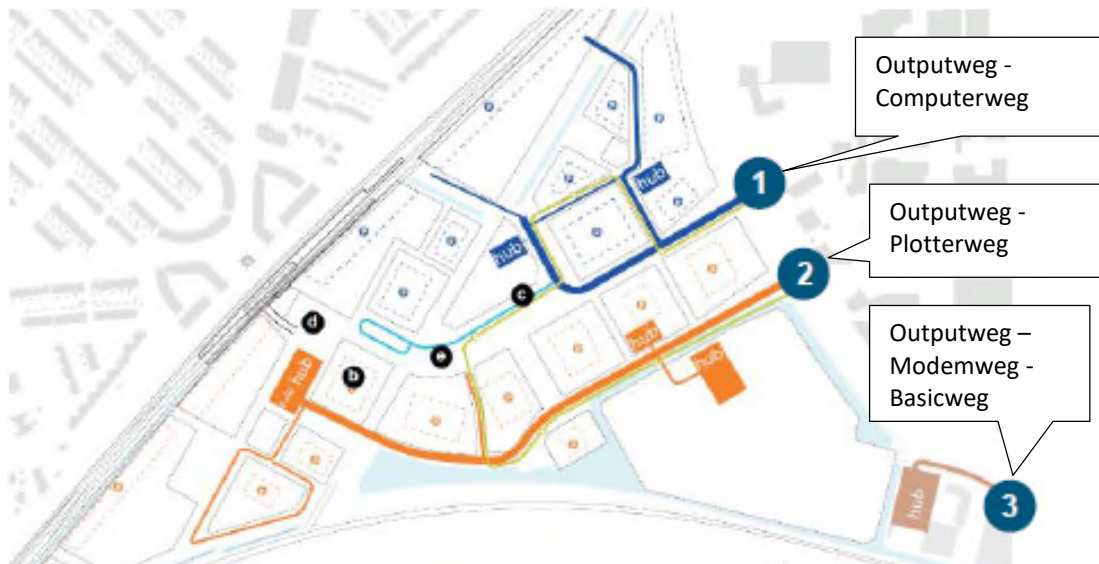 Outputweg -
Computerweg
1
hub
Outputweg -
Plotterweg
hub
2
c
d
Outputweg –
Modemweg -
Basicweg
e
hub
hub
hub
b
hub
3